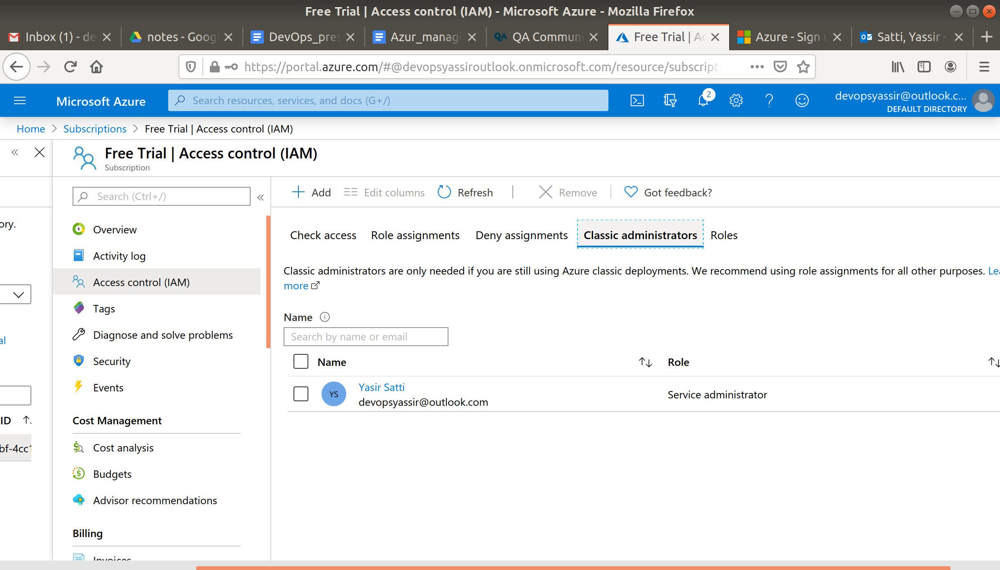 Free Trial | Access control (IAM) - Microsoft Azure - Mozilla Firefox
Inbox (1) - de
notes - Googl
DevOps_pres
Azur_managi
QA Communi
Free Trial | Ac
Azure - Sign u
Satti, Yassir -
https://portal.azure.com/#@devopsyassiroutlook.onmicrosoft.com/resource/subscripti
Microsoft Azure
Search resources, services, and docs (G+/)
2
devopsyassir@outlook.c...
DEFAULT DIRECTORY
Home > Subscriptions > Free Trial | Access control (IAM)
Free Trial | Access control (IAM)
Subscription
ory.
al
ID
bf-4cc1
Search (Ctrl+/)
Overview
Activity log
Access control (IAM)
Tags
Diagnose and solve problems
Security
Events
Cost Management
Cost analysis
Budgets
Advisor recommendations
Billing
Invoices
Add
Edit columns
Refresh
Remove
Got feedback?
Check access
Role assignments
Deny assignments
Classic administrators
Roles
Classic administrators are only needed if you are still using Azure classic deployments. We recommend using role assignments for all other purposes. Lea
more
Name
Search by name or email
Name
Role
YS
Yasir Satti
devopsyassir@outlook.com
Service administrator